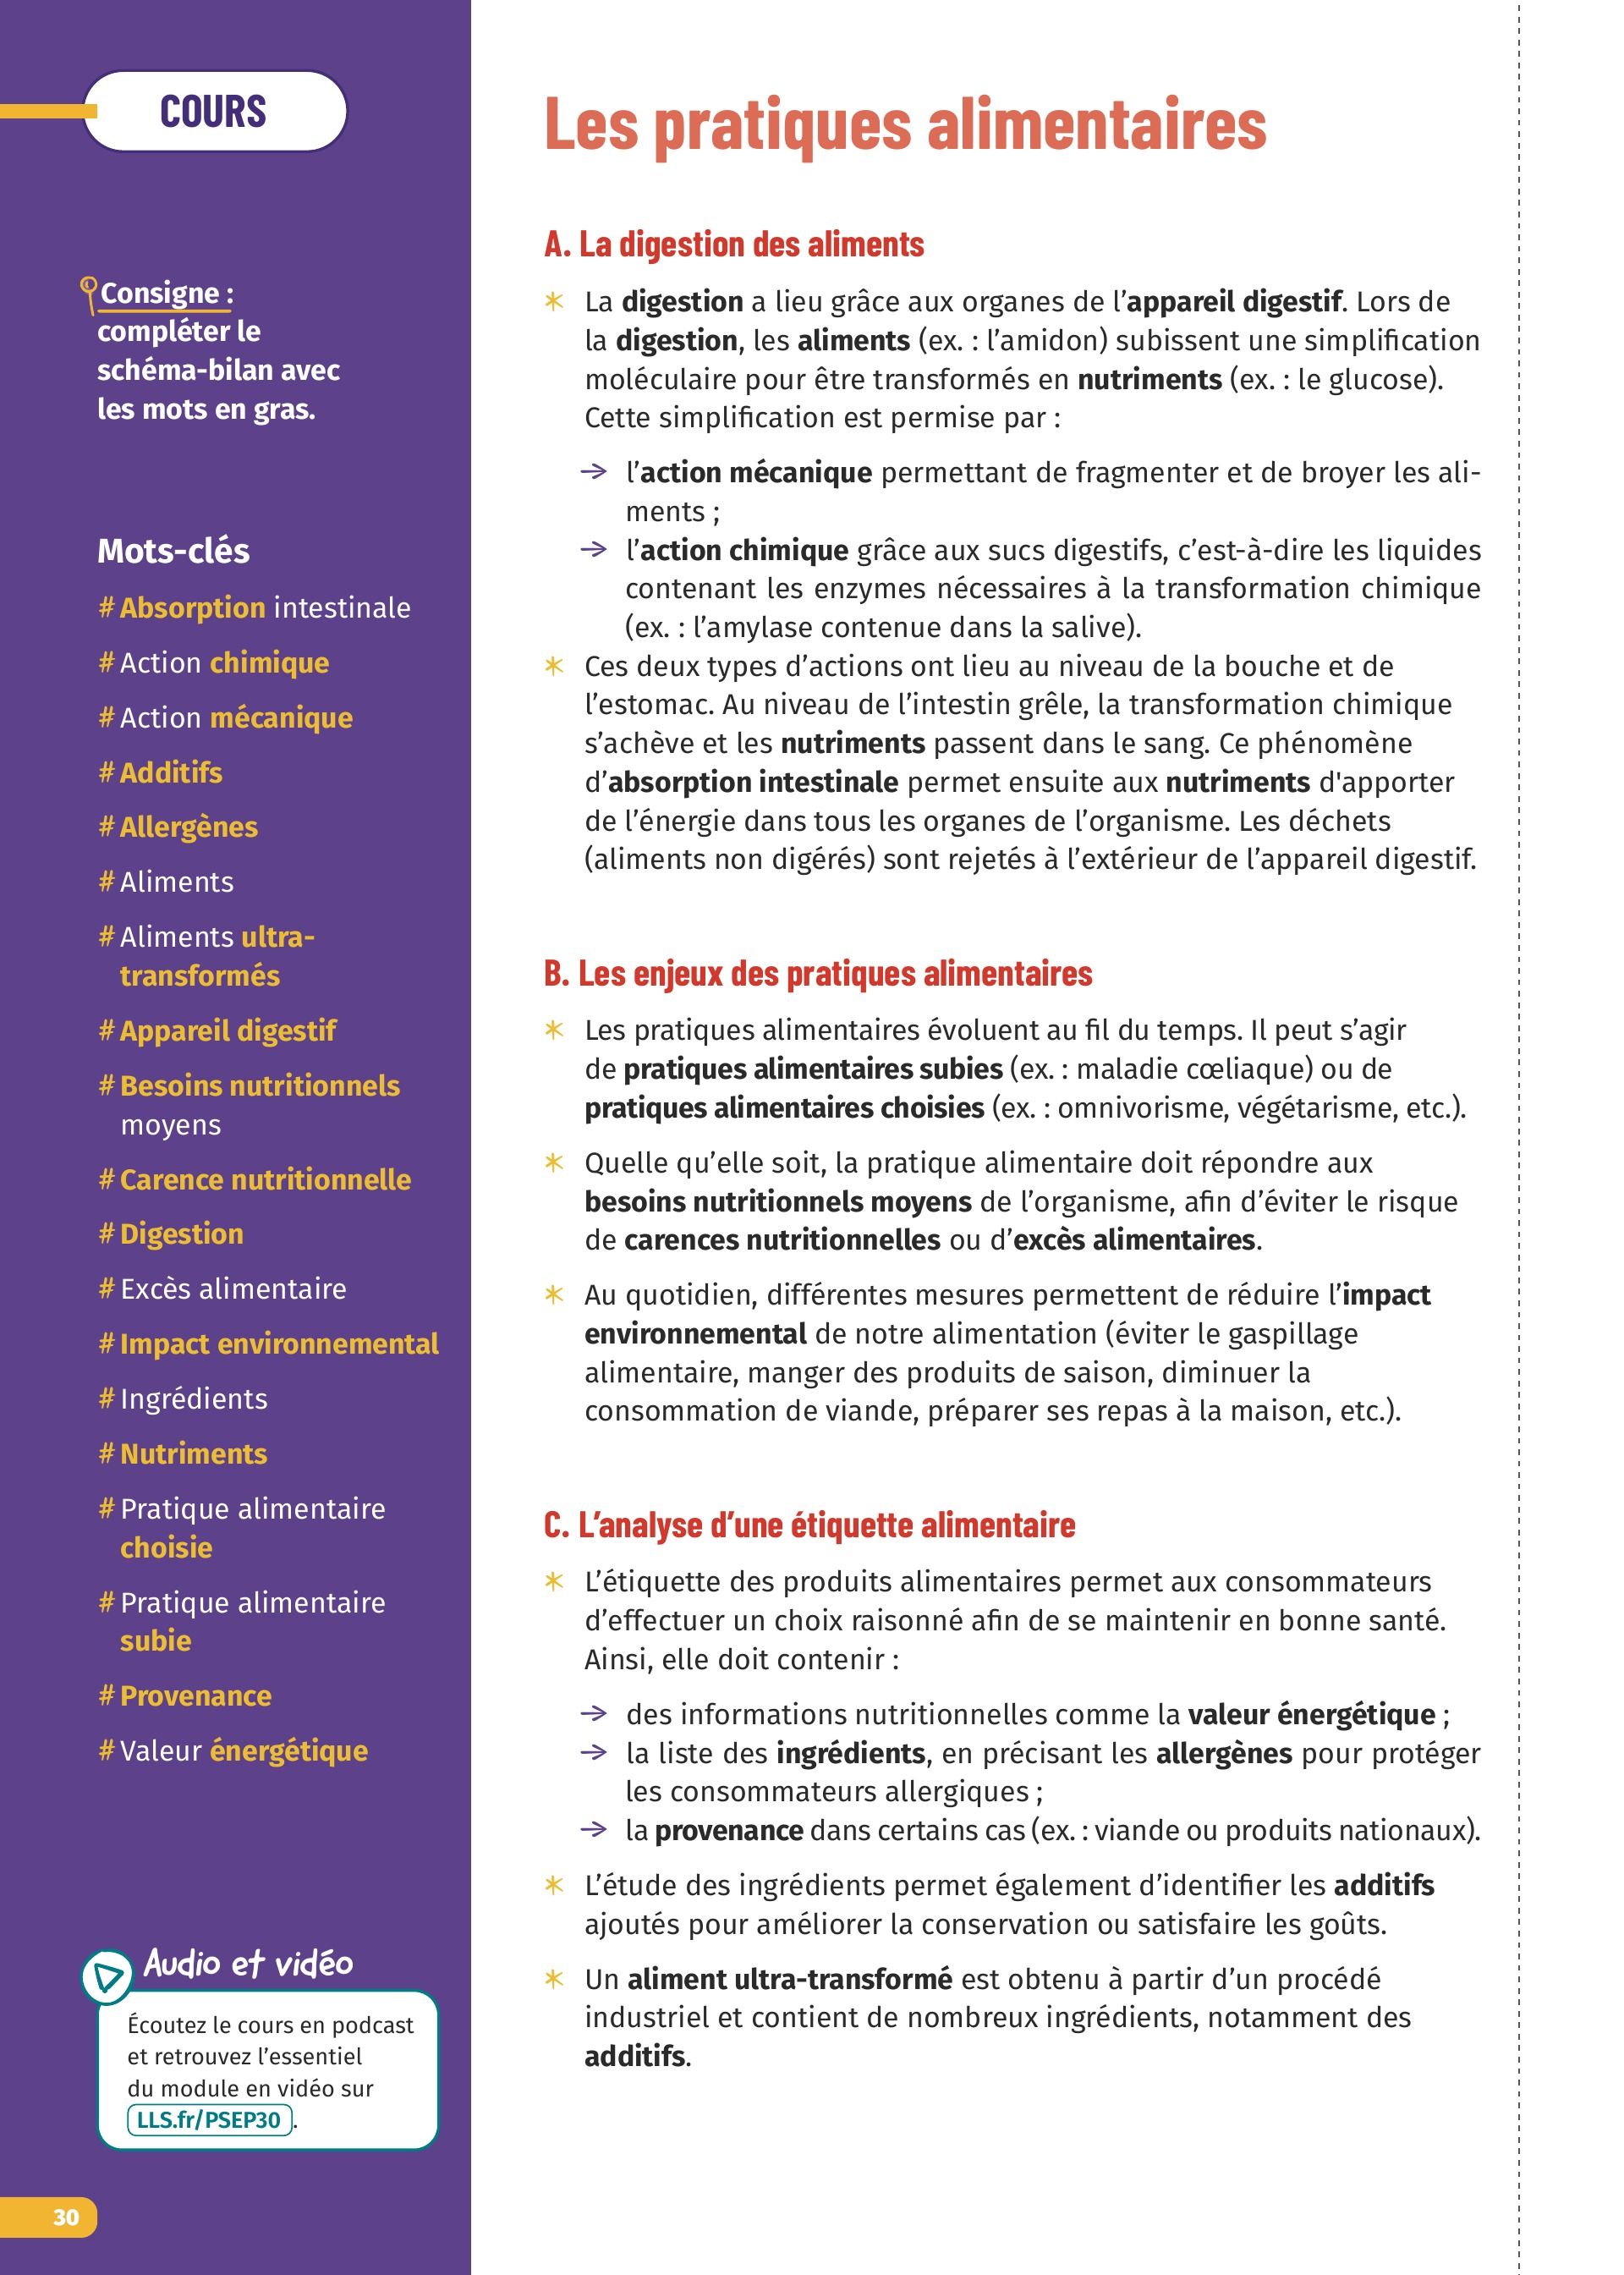 COURS
Consigne :
compléter le
schéma-bilan avec
les mots en gras.
Mots-clés
# Absorption intestinale
# Action chimique
# Action mécanique
# Additifs
# Allergènes
# Aliments
# Aliments ultra-
transformés
# Appareil digestif
# Besoins nutritionnels
moyens
# Carence nutritionnelle
# Digestion
# Excès alimentaire
# Impact environnemental
# Ingrédients
# Nutriments
# Pratique alimentaire
choisie
# Pratique alimentaire
subie
# Provenance
# Valeur énergétique
Audio et vidéo
Écoutez le cours en podcast
et retrouvez l’essentiel
du module en vidéo sur
LLS.fr/PSEP30 .
30
Les pratiques alimentaires
A. La digestion des aliments
* La digestion a lieu grâce aux organes de l’appareil digestif. Lors de
la digestion, les aliments (ex. : l’amidon) subissent une simplification
moléculaire pour être transformés en nutriments (ex. : le glucose).
Cette simplification est permise par :
→ l’action mécanique permettant de fragmenter et de broyer les ali-
ments ;
→ l’action chimique grâce aux sucs digestifs, c’est-à-dire les liquides
contenant les enzymes nécessaires à la transformation chimique
(ex. : l’amylase contenue dans la salive).
* Ces deux types d’actions ont lieu au niveau de la bouche et de
l’estomac. Au niveau de l’intestin grêle, la transformation chimique
s’achève et les nutriments passent dans le sang. Ce phénomène
d’absorption intestinale permet ensuite aux nutriments d'apporter
de l’énergie dans tous les organes de l’organisme. Les déchets
(aliments non digérés) sont rejetés à l’extérieur de l’appareil digestif.
B. Les enjeux des pratiques alimentaires
* Les pratiques alimentaires évoluent au fil du temps. Il peut s’agir
de pratiques alimentaires subies (ex. : maladie cœliaque) ou de
pratiques alimentaires choisies (ex. : omnivorisme, végétarisme, etc.).
* Quelle qu’elle soit, la pratique alimentaire doit répondre aux
besoins nutritionnels moyens de l’organisme, afin d’éviter le risque
de carences nutritionnelles ou d’excès alimentaires.
* Au quotidien, différentes mesures permettent de réduire l’impact
environnemental de notre alimentation (éviter le gaspillage
alimentaire, manger des produits de saison, diminuer la
consommation de viande, préparer ses repas à la maison, etc.).
C. L’analyse d’une étiquette alimentaire
* L’étiquette des produits alimentaires permet aux consommateurs
d’effectuer un choix raisonné afin de se maintenir en bonne santé.
Ainsi, elle doit contenir :
→ des informations nutritionnelles comme la valeur énergétique ;
→ la liste des ingrédients, en précisant les allergènes pour protéger
les consommateurs allergiques ;
→ la provenance dans certains cas (ex. : viande ou produits nationaux).
* L’étude des ingrédients permet également d’identifier les additifs
ajoutés pour améliorer la conservation ou satisfaire les goûts.
* Un aliment ultra-transformé est obtenu à partir d’un procédé
industriel et contient de nombreux ingrédients, notamment des
additifs.